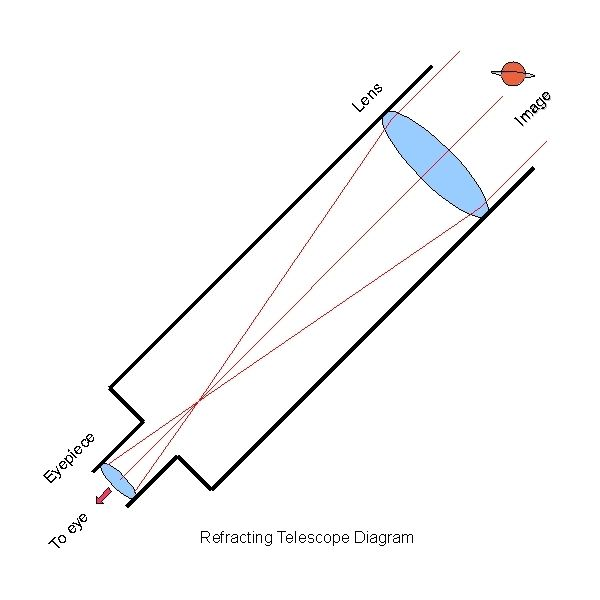 Lens
Image
Eyepiece
To eye
Refracting Telescope Diagram